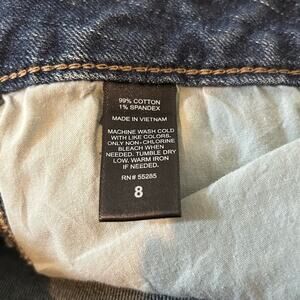 99% COTTON
1% SPANDEX
MADE IN VIETNAM
MACHINE WASH COLD
WITH LIKE COLORS.
ONLY NON-CHLORINE
BLEACH WHEN
NEEDED. TUMBLE DRY
LOW. WARM IRON
IF NEEDED.
RN# 55285
8